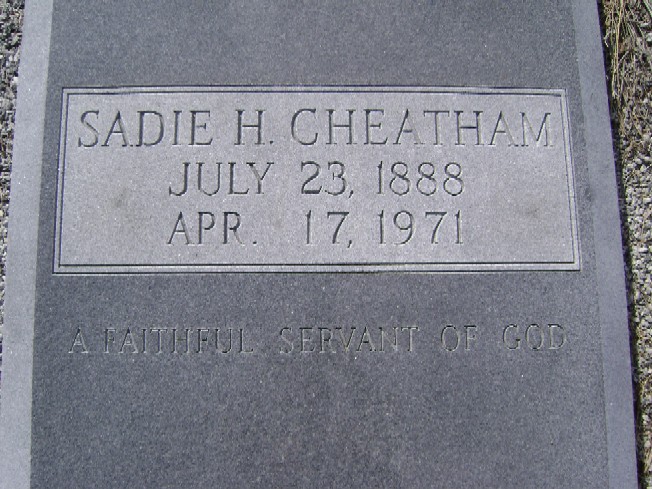 SADIE H. CHEATHAM
JULY 23, 1888
APR. 17, 1971
A FAITHFUL SERVANT OF GOD